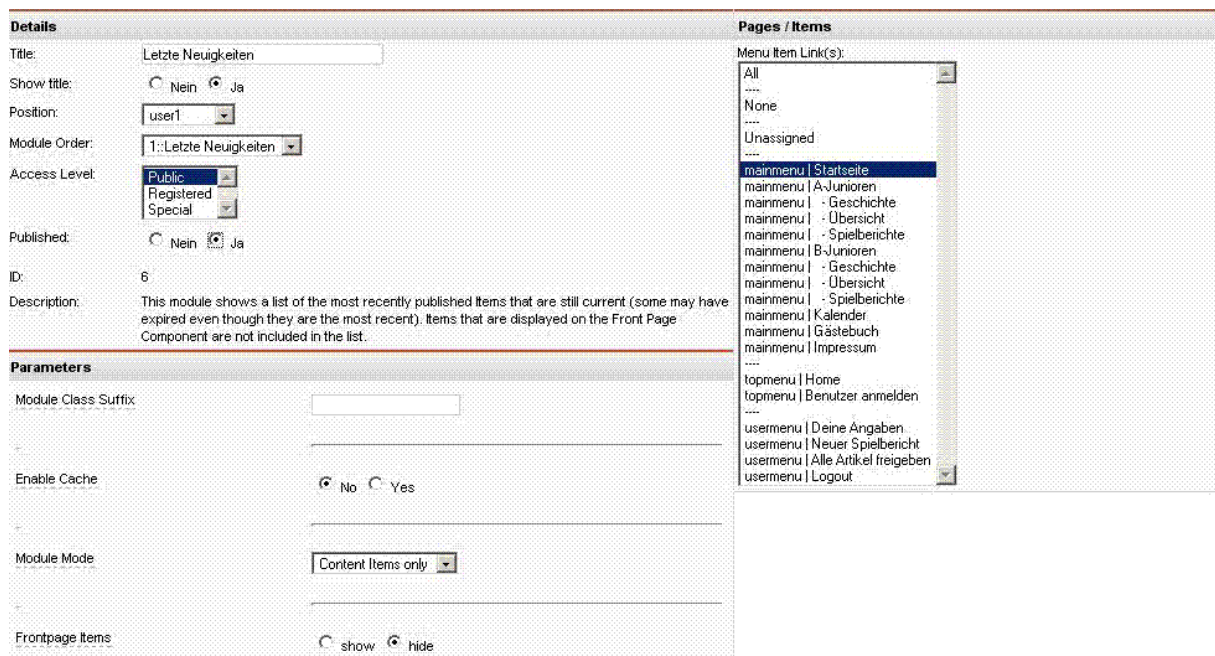 Details
Title: Letzte Neuigkeiten
Show title: Nein Ja
Position: user1
Module Order: 1::Letzte Neuigkeiten
Access Level: Public
Registered
Special
Published: Nein Ja
ID: 6
Description: This module shows a list of the most recently published Items that are still current (some may have
expired even though they are the most recent). Items that are displayed on the Front Page
Component are not included in the list.
Parameters
Module Class Suffix
Enable Cache No Yes
Module Mode Content Items only
Frontpage Items show hide
Pages / Items
Menu Item Link(s):
All
----
None
----
Unassigned
----
mainmenu | Startseite
mainmenu | A-Junioren
mainmenu | - Geschichte
mainmenu | - Übersicht
mainmenu | - Spielberichte
mainmenu | B-Junioren
mainmenu | - Geschichte
mainmenu | - Übersicht
mainmenu | - Spielberichte
mainmenu | Kalender
mainmenu | Gästebuch
mainmenu | Impressum
----
topmenu | Home
topmenu | Benutzer anmelden
----
usermenu | Deine Angaben
usermenu | Neuer Spielbericht
usermenu | Alle Artikel freigeben
usermenu | Logout